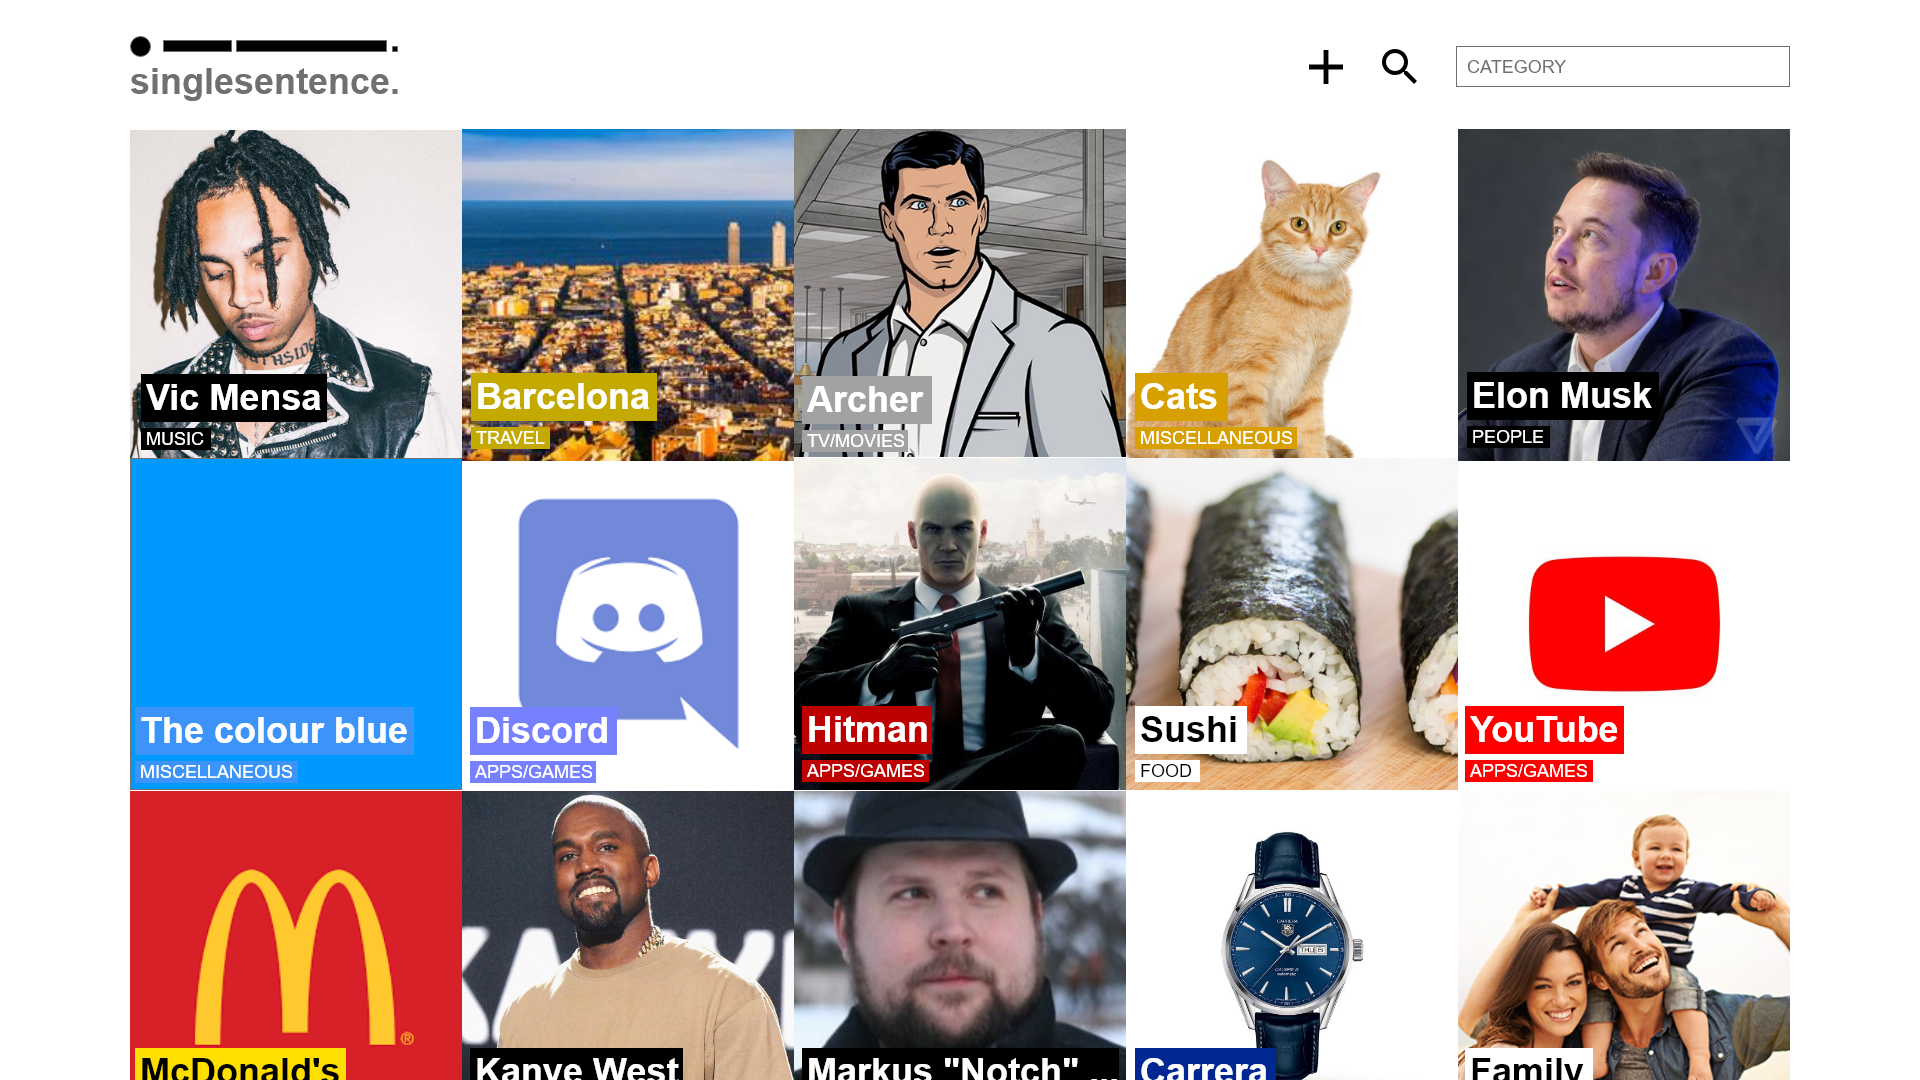 singlesentence.
CATEGORY
Vic Mensa
MUSIC
Barcelona
TRAVEL
Archer
TV/MOVIES
Cats
MISCELLANEOUS
Elon Musk
PEOPLE
The colour blue
MISCELLANEOUS
Discord
APPS/GAMES
Hitman
APPS/GAMES
Sushi
FOOD
YouTube
APPS/GAMES
McDonald's
Kanye West
Markus "Notch" ...
Carrera
Family
CARRERA